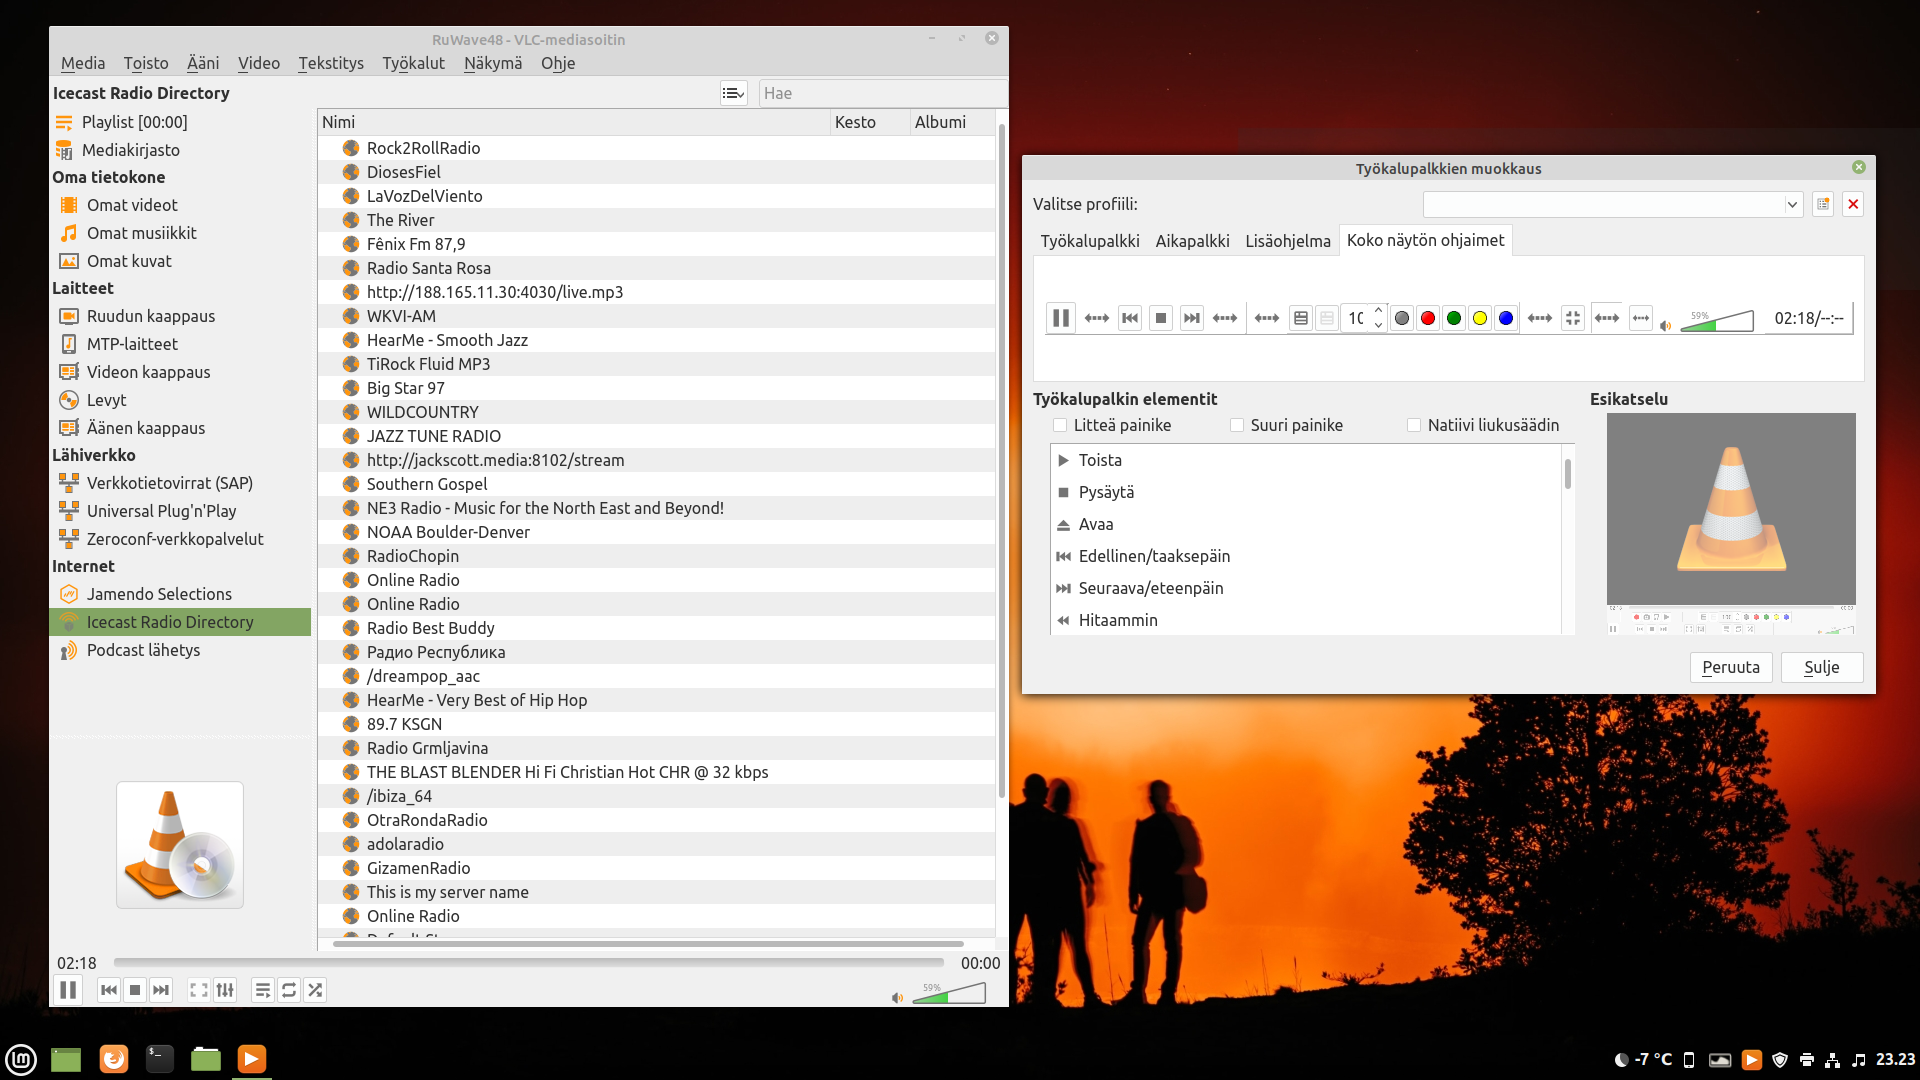 RuWave48 - VLC-mediasoitin
Media Toisto Ääni Video Tekstitys Työkalut Näkymä Ohje
Icecast Radio Directory
Hae
Playlist [00:00]
Mediakirjasto
Oma tietokone
Omat videot
Omat musiikkit
Omat kuvat
Laitteet
Ruudun kaappaus
MTP-laitteet
Videon kaappaus
Levyt
Äänen kaappaus
Lähiverkko
Verkkotietovirrat (SAP)
Universal Plug'n'Play
Zeroconf-verkkopalvelut
Internet
Jamendo Selections
Icecast Radio Directory
Podcast lähetys
Nimi Kesto Albumi
Rock2RollRadio
DiosesFiel
LaVozDelViento
The River
Fênix Fm 87,9
Radio Santa Rosa
http://188.165.11.30:4030/live.mp3
WKVI-AM
HearMe - Smooth Jazz
TiRock Fluid MP3
Big Star 97
WILDCOUNTRY
JAZZ TUNE RADIO
http://jackscott.media:8102/stream
Southern Gospel
NE3 Radio - Music for the North East and Beyond!
NOAA Boulder-Denver
RadioChopin
Online Radio
Online Radio
Radio Best Buddy
Радио Республика
/dreampop_aac
HearMe - Very Best of Hip Hop
89.7 KSGN
Radio Grmljavina
THE BLAST BLENDER Hi Fi Christian Hot CHR @ 32 kbps
/ibiza_64
OtraRondaRadio
adolaradio
GizamenRadio
This is my server name
Online Radio
02:18 00:00
59%
Työkalupalkkien muokkaus
Valitse profiili:
Työkalupalkki Aikapalkki Lisäohjelma Koko näytön ohjaimet
59% 02:18/--:--
Työkalupalkin elementit
Litteä painike Suuri painike Natiivi liukusäädin
Toista
Pysäytä
Avaa
Edellinen/taaksepäin
Seuraava/eteenpäin
Hitaammin
Esikatselu
Peruuta Sulje
-7 °C 23.23